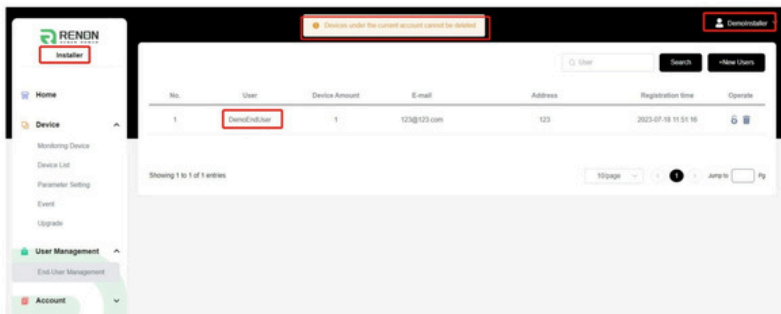 RENON
Installer
Devices under the current account cannot be deleted
DemoInstaller
User
Search
+New Users
Home
Device
Monitoring Device
Device List
Parameter Setting
Event
Upgrade
User Management
End User Management
Account
No. User Device Amount E-mail Address Registration time Operate
1 DemoEndUser 1 123@123.com 123 2023-07-18 11:51:16
Showing 1 to 1 of 1 entries
10/page 1 Jump to Pg